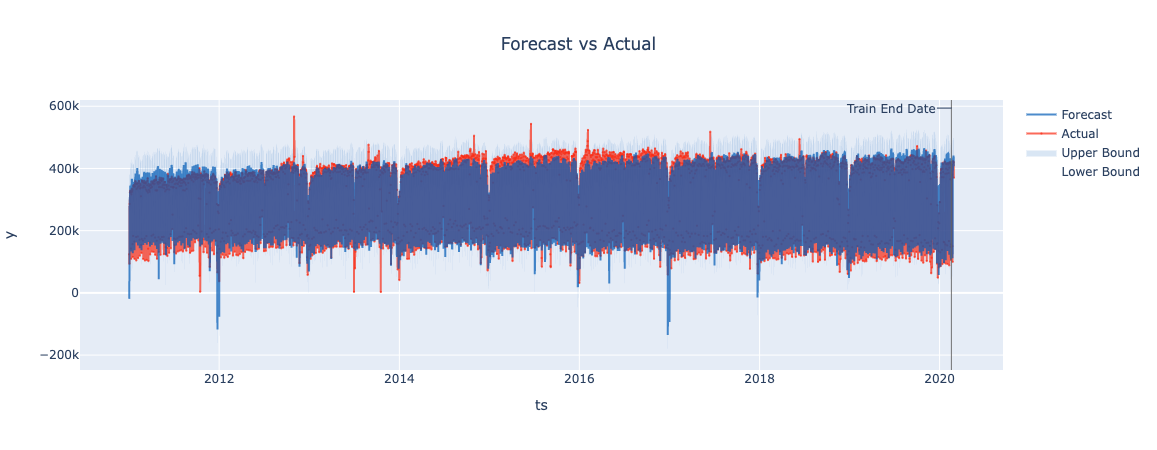 Forecast vs Actual
600k
400k
200k
0
−200k
y
Train End Date
2012
2014
2016
2018
2020
ts
Forecast
Actual
Upper Bound
Lower Bound